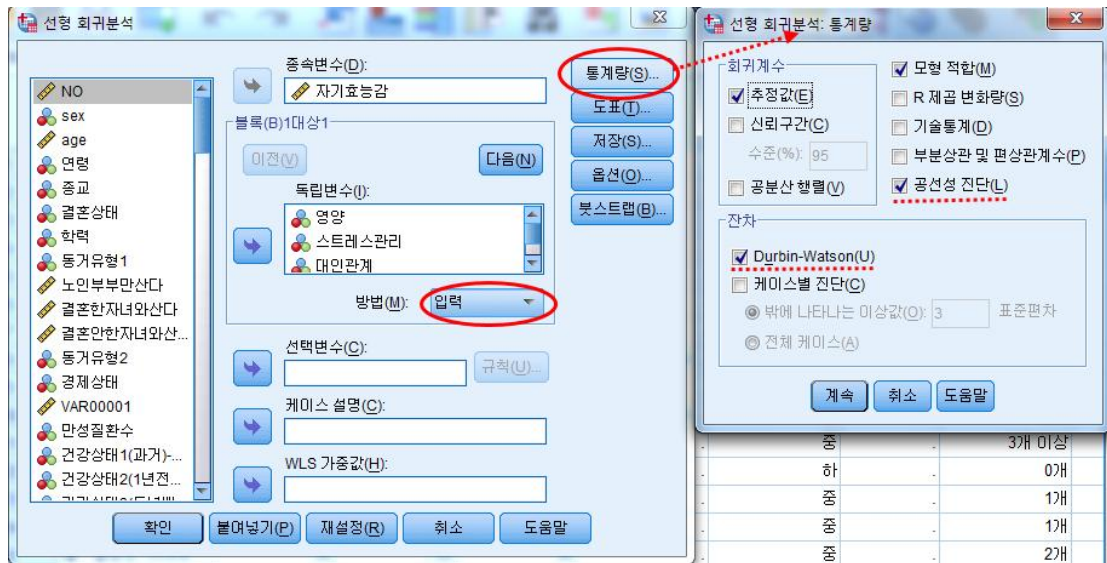 선형 회귀분석
NO
sex
age
연령
종교
결혼상태
학력
동거유형1
노인부부만산다
결혼한자녀와산다
결혼안한자녀와산...
동거유형2
경제상태
VAR00001
만성질환수
건강상태1(과거)-...
건강상태2(1년전...
종속변수(D):
자기효능감
블록(B)1대상1
이전(V)
다음(N)
독립변수(I):
영양
스트레스관리
대인관계
방법(M): 입력
선택변수(C):
규칙(U)...
케이스 설명(C):
WLS 가중값(H):
통계량(S)...
도표(T)...
저장(S)...
옵션(O)...
붓스트랩(B)...
확인 붙여넣기(P) 재설정(R) 취소 도움말
선형 회귀분석: 통계량
회귀계수
추정값(E)
신뢰구간(C)
수준(%): 95
공분산 행렬(V)
모형 적합(M)
R 제곱 변화량(S)
기술통계(D)
부분상관 및 편상관계수(P)
공선성 진단(L)
잔차
Durbin-Watson(U)
케이스별 진단(C)
밖에 나타나는 이상값(O): 3 표준편차
전체 케이스(A)
계속 취소 도움말
중 . 3개 이상
하 . 0개
중 . 1개
중 . 1개
중 . 2개